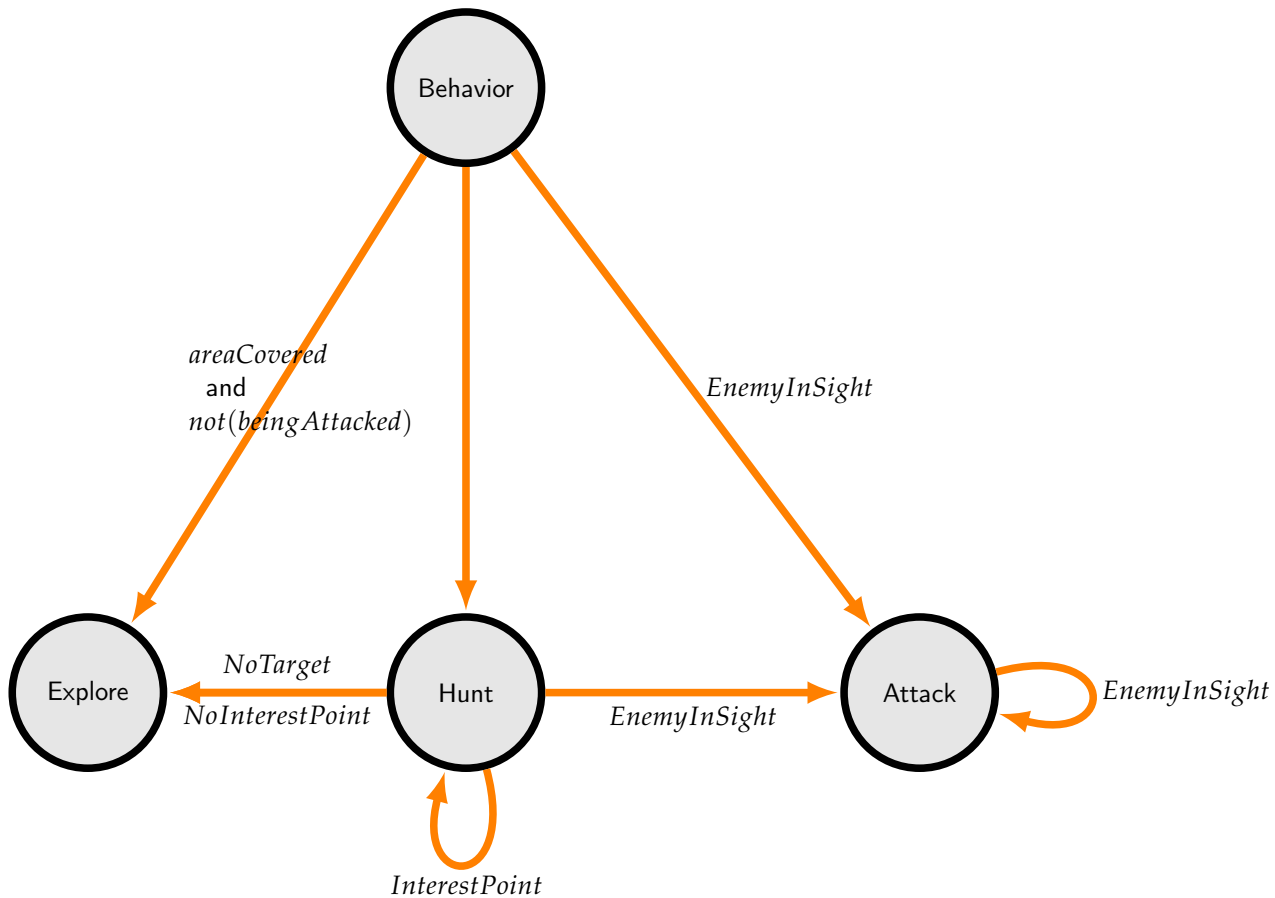 Behavior
areaCovered
and
not(beingAttacked)
EnemyInSight
Explore
NoTarget
NoInterestPoint
Hunt
EnemyInSight
Attack
EnemyInSight
InterestPoint